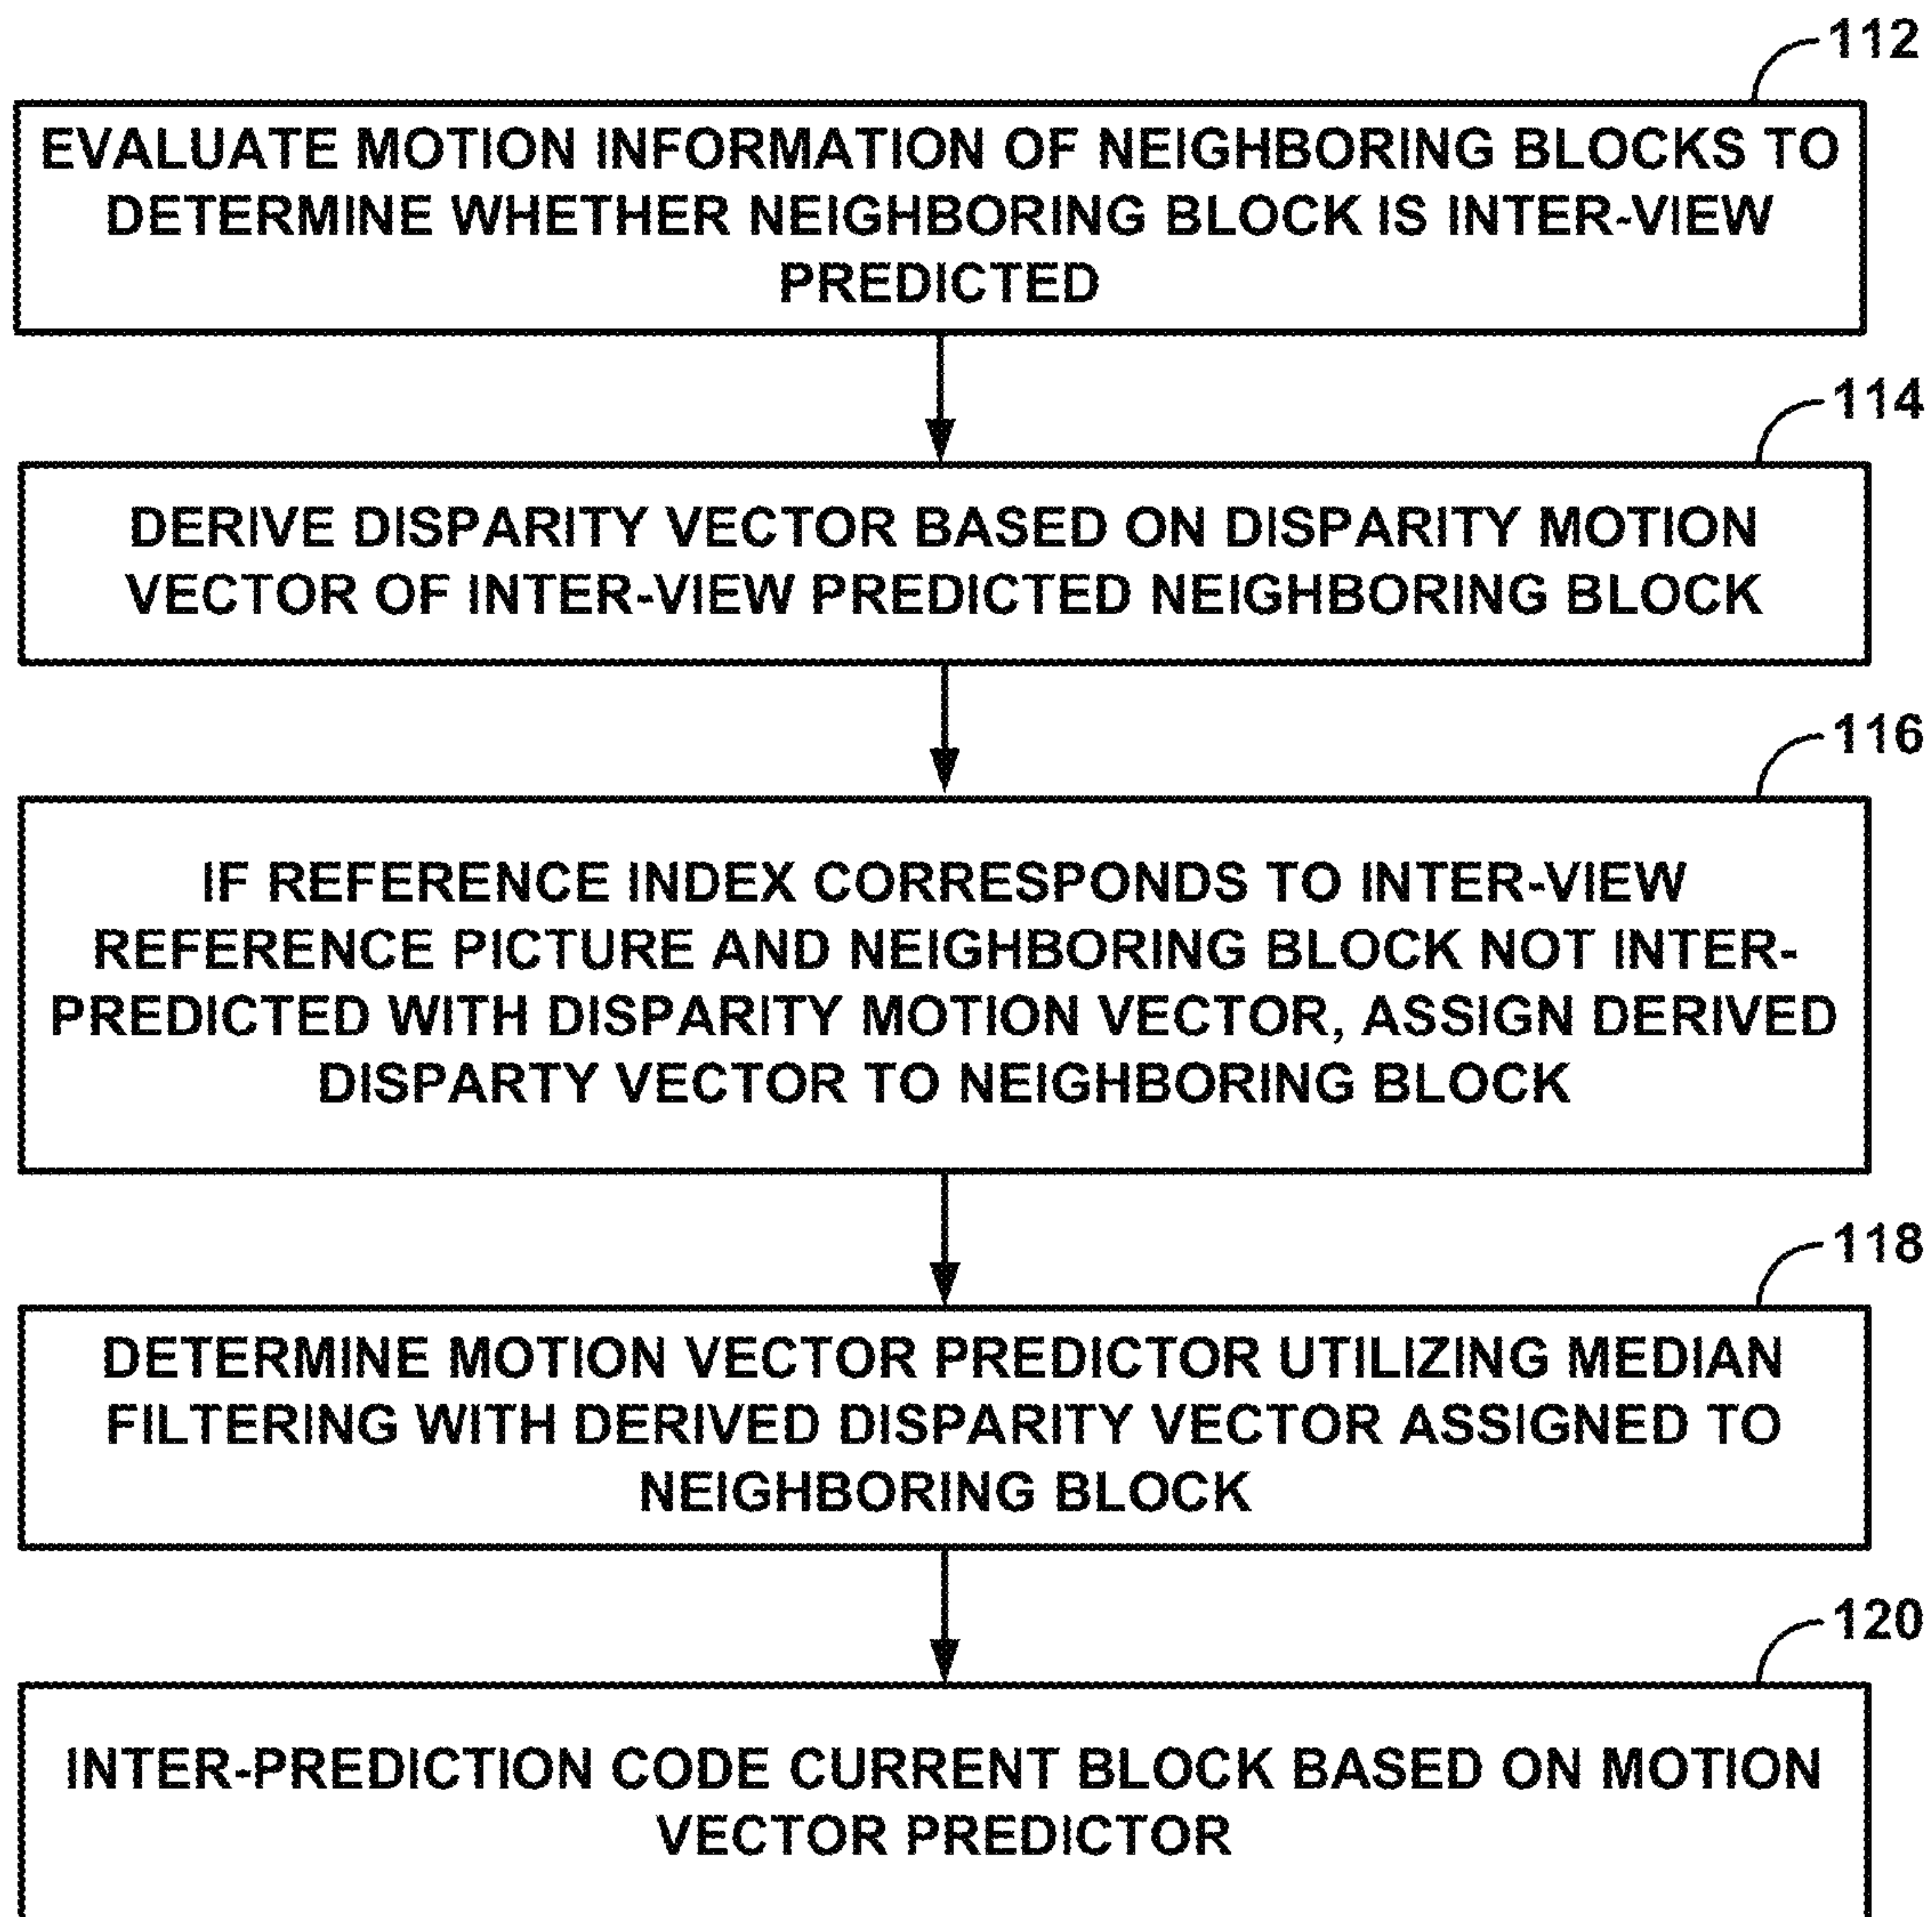 112
EVALUATE MOTION INFORMATION OF NEIGHBORING BLOCKS TO
DETERMINE WHETHER NEIGHBORING BLOCK IS INTER-VIEW
PREDICTED
114
DERIVE DISPARITY VECTOR BASED ON DISPARITY MOTION
VECTOR OF INTER-VIEW PREDICTED NEIGHBORING BLOCK
116
IF REFERENCE INDEX CORRESPONDS TO INTER-VIEW
REFERENCE PICTURE AND NEIGHBORING BLOCK NOT INTER-
PREDICTED WITH DISPARITY MOTION VECTOR, ASSIGN DERIVED
DISPARTY VECTOR TO NEIGHBORING BLOCK
118
DETERMINE MOTION VECTOR PREDICTOR UTILIZING MEDIAN
FILTERING WITH DERIVED DISPARITY VECTOR ASSIGNED TO
NEIGHBORING BLOCK
120
INTER-PREDICTION CODE CURRENT BLOCK BASED ON MOTION
VECTOR PREDICTOR